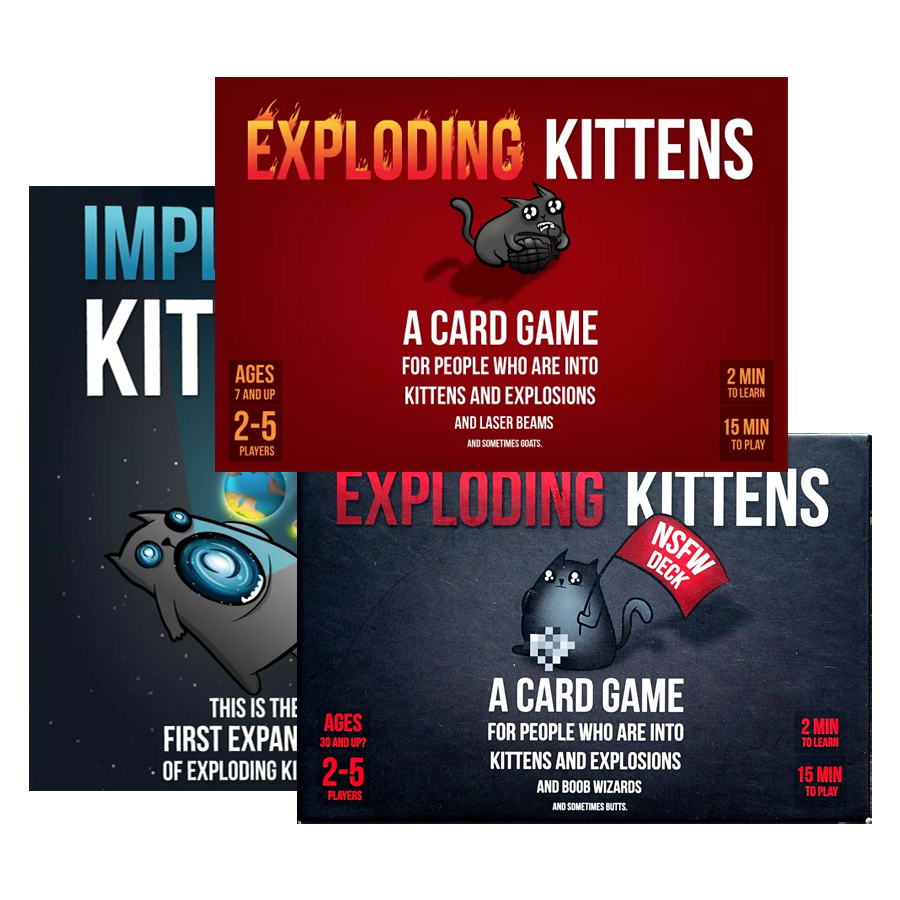 EXPLODING KITTENS
A CARD GAME
FOR PEOPLE WHO ARE INTO
KITTENS AND EXPLOSIONS
AND LASER BEAMS
AND SOMETIMES GOATS.
AGES
7 AND UP
2-5
PLAYERS
2 MIN
TO LEARN
15 MIN
TO PLAY
IMPL
KIT
THIS IS THE
FIRST EXPAN
OF EXPLODING KI
EXPLODING KITTENS
NSFW
DECK
A CARD GAME
FOR PEOPLE WHO ARE INTO
KITTENS AND EXPLOSIONS
AND BOOB WIZARDS
AND SOMETIMES BUTTS.
AGES
30 AND UP?
2-5
PLAYERS
2 MIN
TO LEARN
15 MIN
TO PLAY